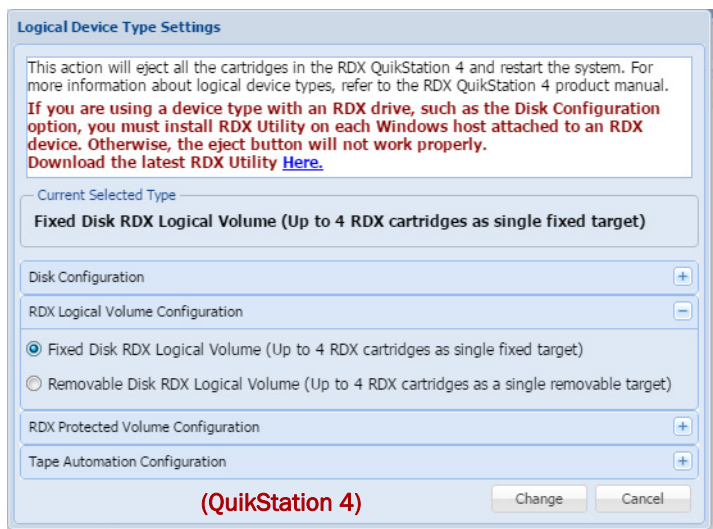 Logical Device Type Settings
This action will eject all the cartridges in the RDX QuikStation 4 and restart the system. For
more information about logical device types, refer to the RDX QuikStation 4 product manual.
If you are using a device type with an RDX drive, such as the Disk Configuration
option, you must install RDX Utility on each Windows host attached to an RDX
device. Otherwise, the eject button will not work properly.
Download the latest RDX Utility Here.
Current Selected Type
Fixed Disk RDX Logical Volume (Up to 4 RDX cartridges as single fixed target)
Disk Configuration
RDX Logical Volume Configuration
Fixed Disk RDX Logical Volume (Up to 4 RDX cartridges as single fixed target)
Removable Disk RDX Logical Volume (Up to 4 RDX cartridges as a single removable target)
RDX Protected Volume Configuration
Tape Automation Configuration
(QuikStation 4)
Change Cancel